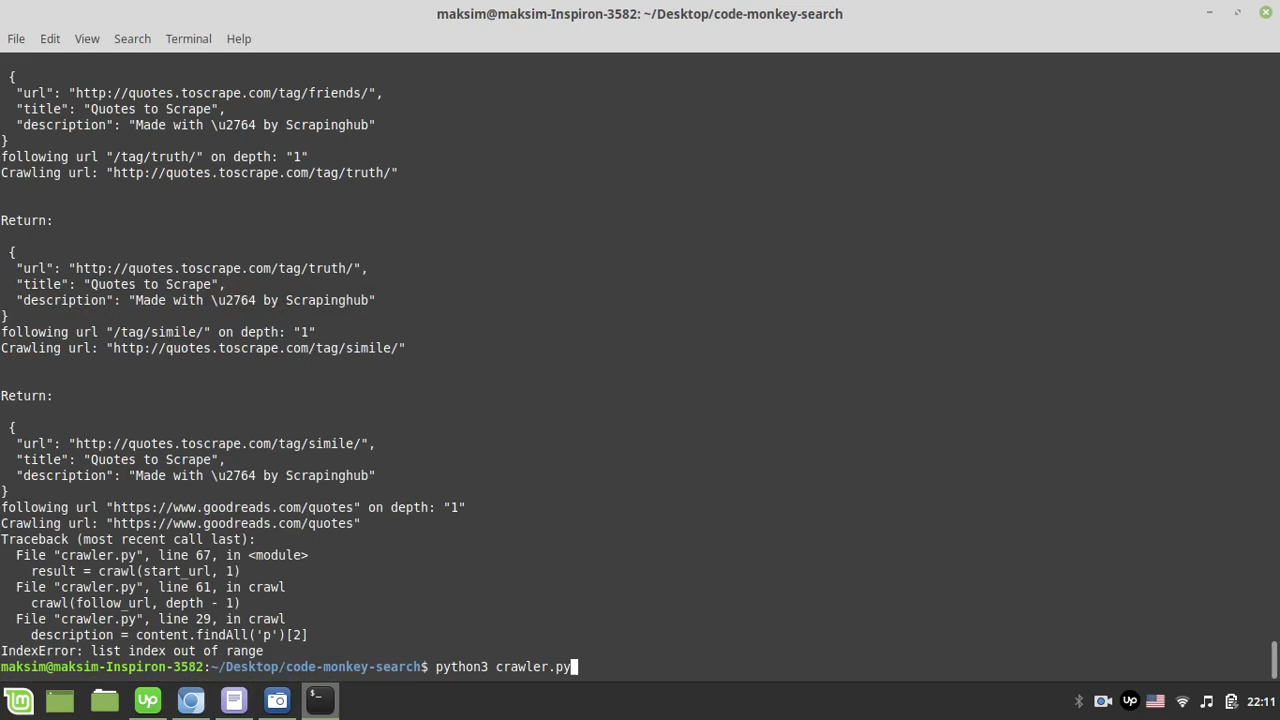 maksim@maksim-Inspiron-3582: ~/Desktop/code-monkey-search
File Edit View Search Terminal Help
{
"url": "http://quotes.toscrape.com/tag/friends/",
"title": "Quotes to Scrape",
"description": "Made with \u2764 by Scrapinghub"
}
following url "/tag/truth/" on depth: "1"
Crawling url: "http://quotes.toscrape.com/tag/truth/"
Return:
{
"url": "http://quotes.toscrape.com/tag/truth/",
"title": "Quotes to Scrape",
"description": "Made with \u2764 by Scrapinghub"
}
following url "/tag/simile/" on depth: "1"
Crawling url: "http://quotes.toscrape.com/tag/simile/"
Return:
{
"url": "http://quotes.toscrape.com/tag/simile/",
"title": "Quotes to Scrape",
"description": "Made with \u2764 by Scrapinghub"
}
following url "https://www.goodreads.com/quotes" on depth: "1"
Crawling url: "https://www.goodreads.com/quotes"
Traceback (most recent call last):
File "crawler.py", line 67, in <module>
result = crawl(start_url, 1)
File "crawler.py", line 61, in crawl
crawl(follow_url, depth - 1)
File "crawler.py", line 29, in crawl
description = content.findAll('p')[2]
IndexError: list index out of range
maksim@maksim-Inspiron-3582:~/Desktop/code-monkey-search$ python3 crawler.py
up $_ up 22:11